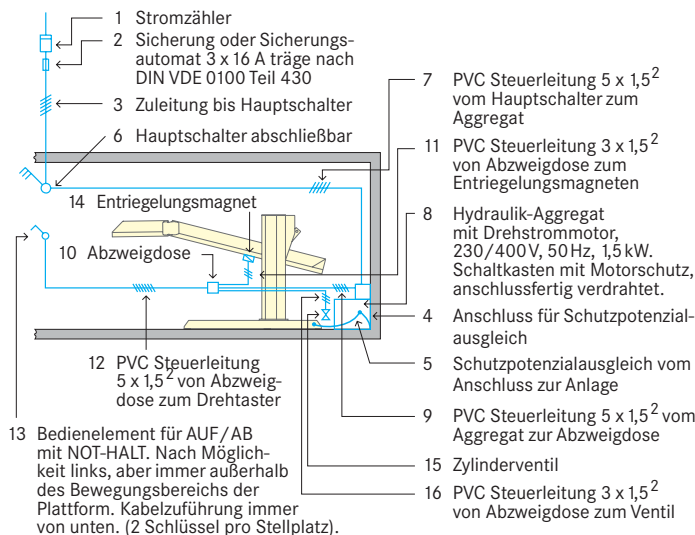 1 Stromzähler
2 Sicherung oder Sicherungs-
automat 3 x 16 A träge nach
DIN VDE 0100 Teil 430
3 Zuleitung bis Hauptschalter
6 Hauptschalter abschließbar
14 Entriegelungsmagnet
10 Abzweigdose
12 PVC Steuerleitung
5 x 1,5² von Abzweig-
dose zum Drehtaster
13 Bedienelement für AUF/AB
mit NOT-HALT. Nach Möglich-
keit links, aber immer außerhalb
des Bewegungsbereichs der
Plattform. Kabelzuführung immer
von unten. (2 Schlüssel pro Stellplatz).
7 PVC Steuerleitung 5 x 1,5²
vom Hauptschalter zum
Aggregat
11 PVC Steuerleitung 3 x 1,5²
von Abzweigdose zum
Entriegelungsmagneten
8 Hydraulik-Aggregat
mit Drehstrommotor,
230/400V, 50Hz, 1,5kW.
Schaltkasten mit Motorschutz,
anschlussfertig verdrahtet.
4 Anschluss für Schutzpotenzial-
ausgleich
5 Schutzpotenzialausgleich vom
Anschluss zur Anlage
9 PVC Steuerleitung 5 x 1,5² vom
Aggregat zur Abzweigdose
15 Zylinderventil
16 PVC Steuerleitung 3 x 1,5²
von Abzweigdose zum Ventil